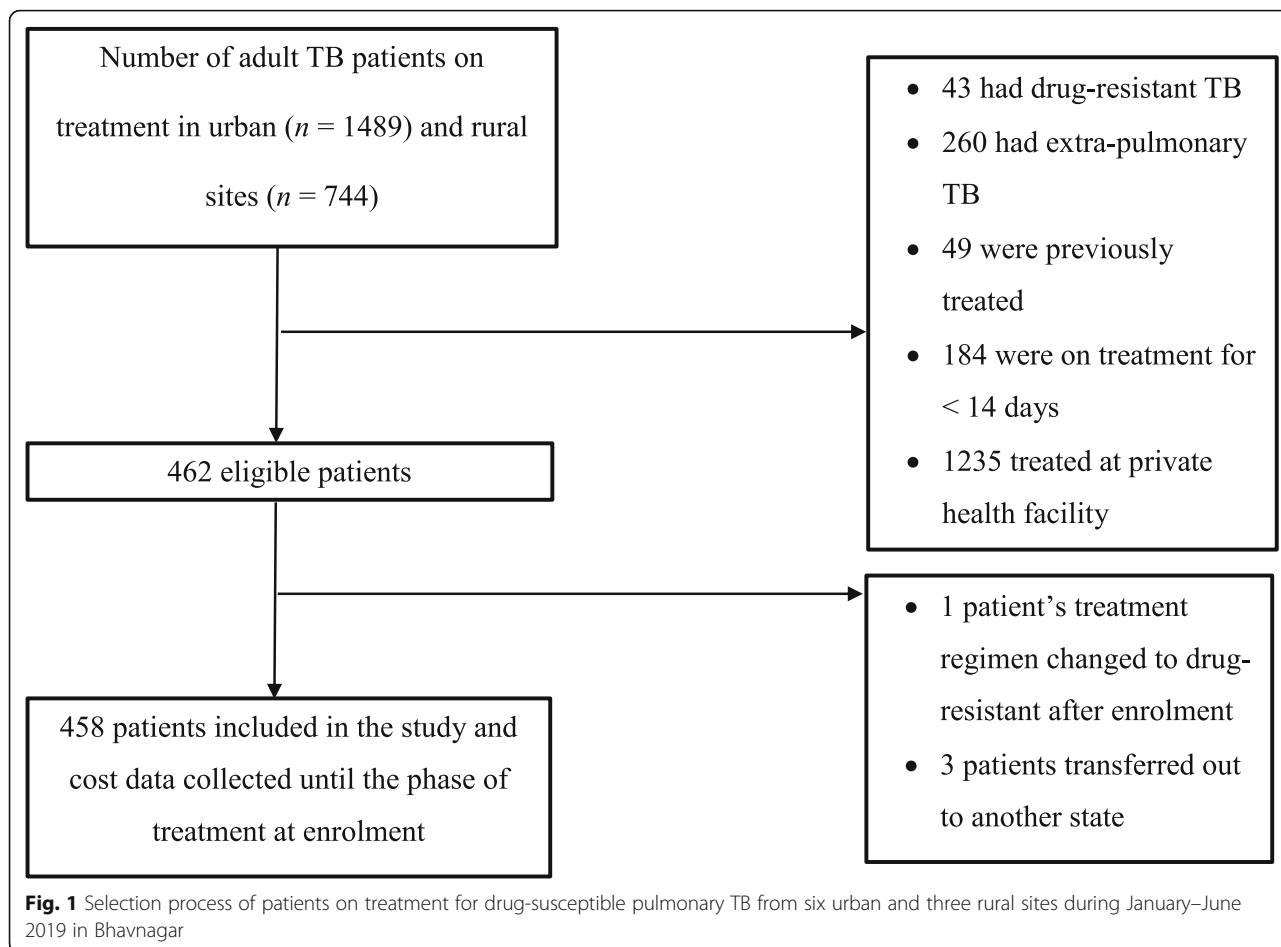 Number of adult TB patients on
treatment in urban (n = 1489) and rural
sites (n = 744)
• 43 had drug-resistant TB
• 260 had extra-pulmonary
TB
• 49 were previously
treated
• 184 were on treatment for
< 14 days
• 1235 treated at private
health facility
462 eligible patients
• 1 patient's treatment
regimen changed to drug-
resistant after enrolment
• 3 patients transferred out
to another state
458 patients included in the study and
cost data collected until the phase of
treatment at enrolment
Fig. 1 Selection process of patients on treatment for drug-susceptible pulmonary TB from six urban and three rural sites during January–June
2019 in Bhavnagar